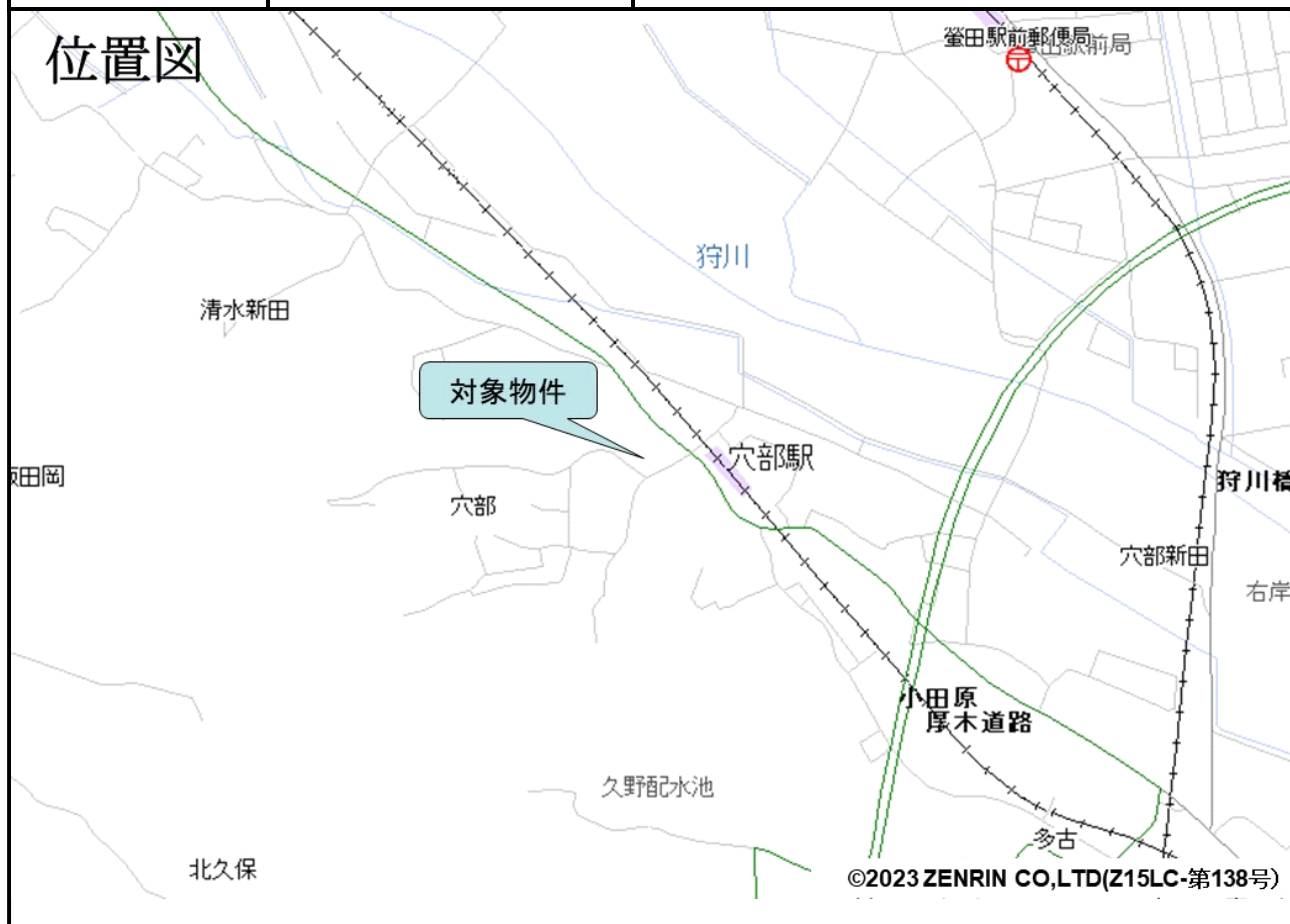 位置図
螢田駅前郵便局
狩川
清水新田
対象物件
穴部駅
田岡
狩川橋
穴部
穴部新田
右岸
小田原
厚木道路
久野配水池
多古
北久保
©2023 ZENRIN CO,LTD(Z15LC-第138号)